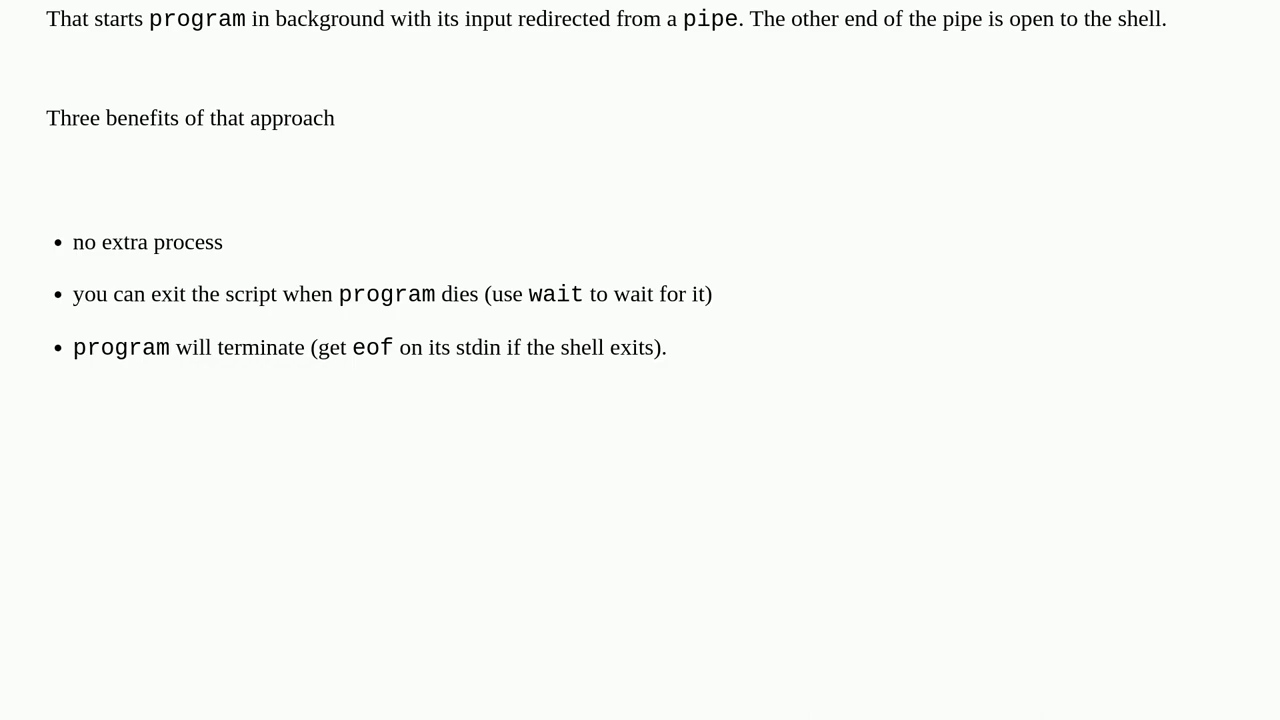 That starts program in background with its input redirected from a pipe. The other end of the pipe is open to the shell.
Three benefits of that approach
• no extra process
• you can exit the script when program dies (use wait to wait for it)
• program will terminate (get eof on its stdin if the shell exits).